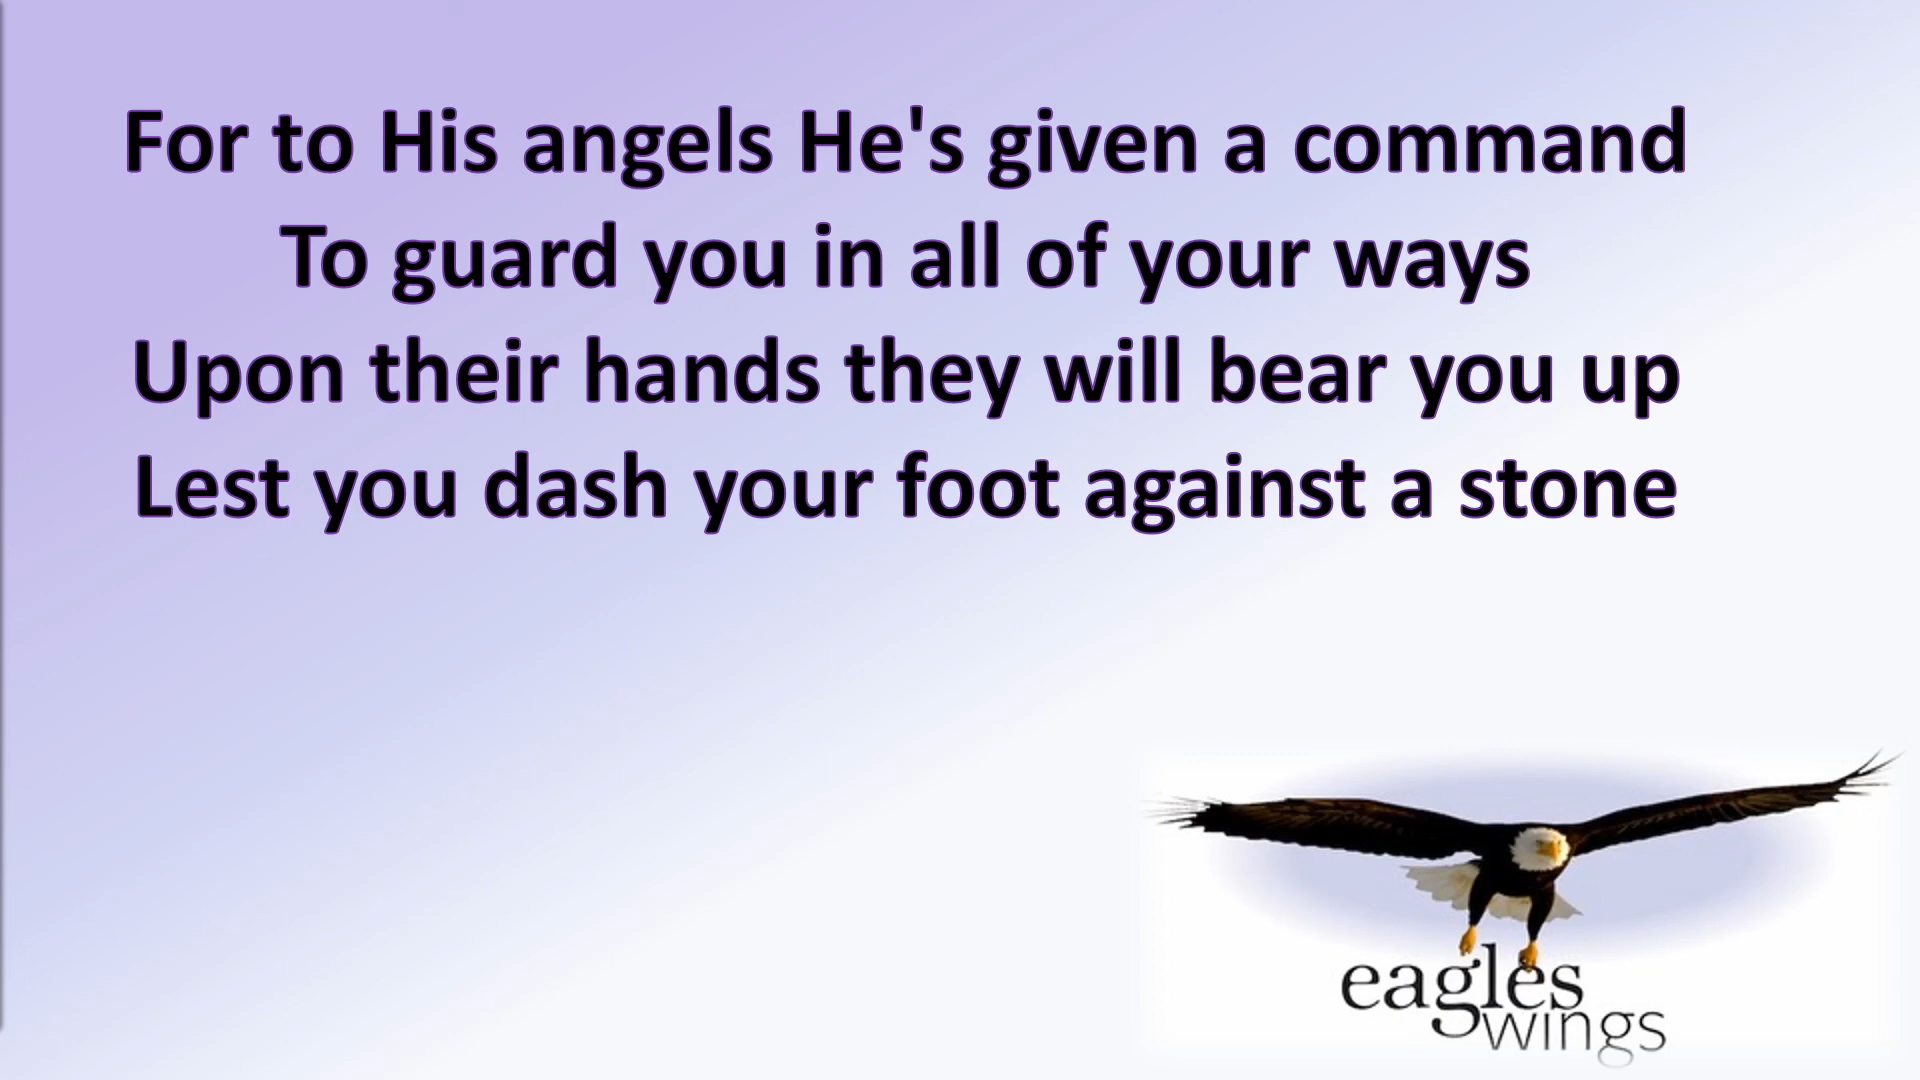 For to His angels He's given a command
To guard you in all of your ways
Upon their hands they will bear you up
Lest you dash your foot against a stone
eagles
wings